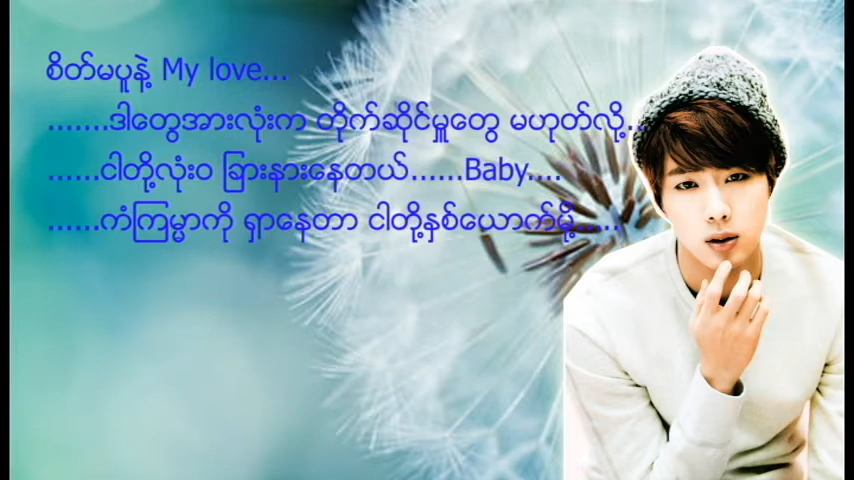 စိတ်မပူနဲ့ My love...
.......ဒါတွေအားလုံးက တိုက်ဆိုင်မှူတွေ မဟုတ်လို့...
......ငါတို့လုံးဝ ခြားနားနေတယ်......Baby....
......ကံကြမ္မာကို ရှာနေတာ ငါတို့နှစ်ယောက်မို့.....